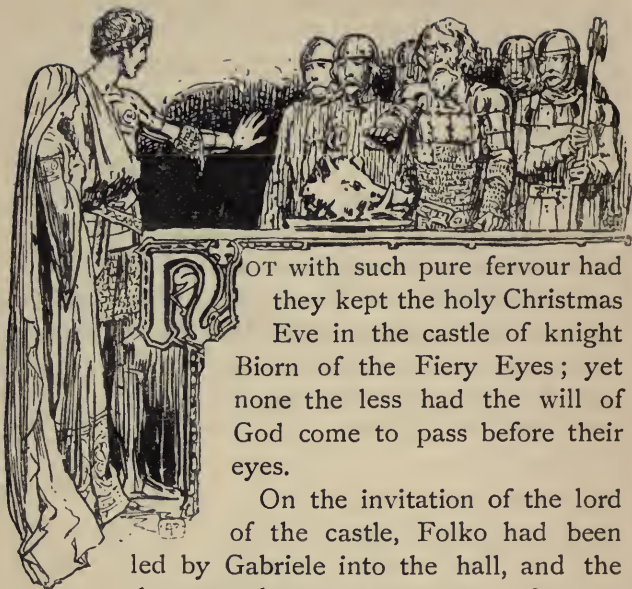 NOT with such pure fervour had
they kept the holy Christmas
Eve in the castle of knight
Biorn of the Fiery Eyes; yet
none the less had the will of
God come to pass before their
eyes.
On the invitation of the lord
of the castle, Folko had been
led by Gabriele into the hall, and the